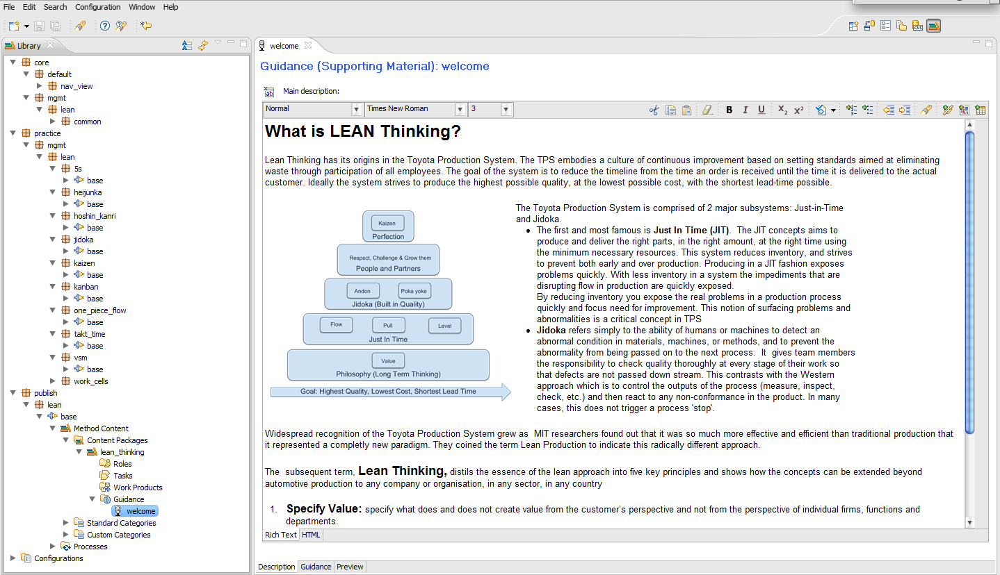 File Edit Search Configuration Window Help
Library
core
default
nav_view
mgmt
lean
common
practice
mgmt
lean
5s
base
heijunka
base
hoshin_kanri
base
jidoka
base
kaizen
base
kanban
base
one_piece_flow
base
takt_time
base
vsm
base
work_cells
publish
lean
base
Method Content
Content Packages
lean_thinking
Roles
Tasks
Work Products
Guidance
welcome
Standard Categories
Custom Categories
Processes
Configurations
welcome
Guidance (Supporting Material): welcome
Main description:
Normal Times New Roman 3
B I U X2 X2
What is LEAN Thinking?
Lean Thinking has its origins in the Toyota Production System. The TPS embodies a culture of continuous improvement based on setting standards aimed at eliminating
waste through participation of all employees. The goal of the system is to reduce the timeline from the time an order is received until the time it is delivered to the actual
customer. Ideally the system strives to produce the highest possible quality, at the lowest possible cost, with the shortest lead-time possible.
Kaizen
Perfection
Respect, Challenge & Grow them
People and Partners
Andon Poka yoke
Jidoka (Built in Quality)
Flow Pull Level
Just In Time
Value
Philosophy (Long Term Thinking)
Goal: Highest Quality, Lowest Cost, Shortest Lead Time
The Toyota Production System is comprised of 2 major subsystems: Just-in-Time
and Jidoka.
• The first and most famous is Just In Time (JIT). The JIT concepts aims to
produce and deliver the right parts, in the right amount, at the right time using
the minimum necessary resources. This system reduces inventory, and strives
to prevent both early and over production. Producing in a JIT fashion exposes
problems quickly. With less inventory in a system the impediments that are
disrupting flow in production are quickly exposed.
By reducing inventory you expose the real problems in a production process
quickly and focus need for improvement. This notion of surfacing problems and
abnormalities is a critical concept in TPS
• Jidoka refers simply to the ability of humans or machines to detect an
abnormal condition in materials, machines, or methods, and to prevent the
abnormality from being passed on to the next process. It gives team members
the responsibility to check quality thoroughly at every stage of their work so
that defects are not passed down stream. This contrasts with the Western
approach which is to control the outputs of the process (measure, inspect,
check, etc.) and then react to any non-conformance in the product. In many
cases, this does not trigger a process 'stop'.
Widespread recognition of the Toyota Production System grew as MIT researchers found out that it was so much more effective and efficient than traditional production that
it represented a completly new paradigm. They coined the term Lean Production to indicate this radically different approach.
The subsequent term, Lean Thinking, distils the essence of the lean approach into five key principles and shows how the concepts can be extended beyond
automotive production to any company or organisation, in any sector, in any country
1. Specify Value: specify what does and does not create value from the customer's perspective and not from the perspective of individual firms, functions and
departments.
Rich Text HTML
Description Guidance Preview